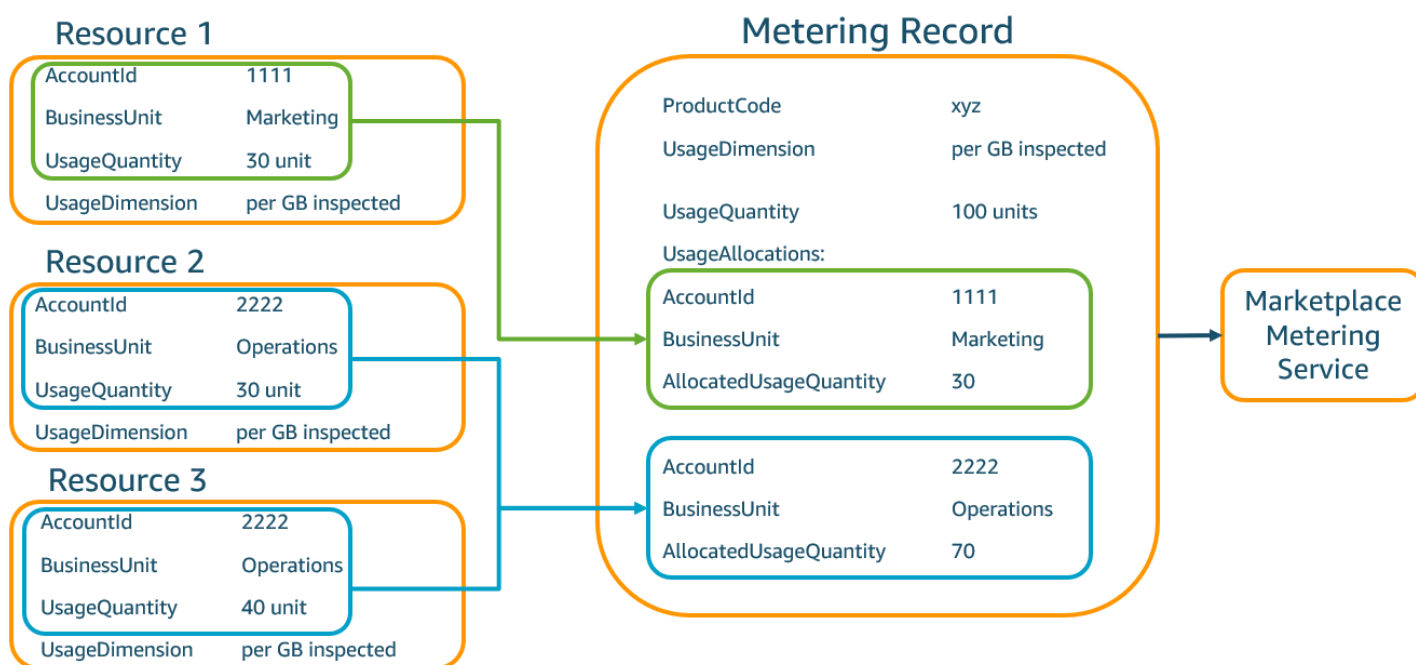 Resource 1
AccountId 1111
BusinessUnit Marketing
UsageQuantity 30 unit
UsageDimension per GB inspected
Resource 2
AccountId 2222
BusinessUnit Operations
UsageQuantity 30 unit
UsageDimension per GB inspected
Resource 3
AccountId 2222
BusinessUnit Operations
UsageQuantity 40 unit
UsageDimension per GB inspected
Metering Record
ProductCode xyz
UsageDimension per GB inspected
UsageQuantity 100 units
UsageAllocations:
AccountId 1111
BusinessUnit Marketing
AllocatedUsageQuantity 30
AccountId 2222
BusinessUnit Operations
AllocatedUsageQuantity 70
Marketplace
Metering
Service